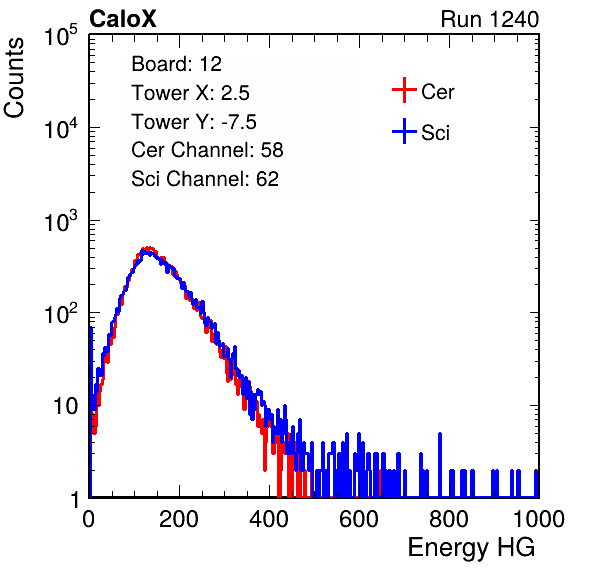 CaloX Run 1240
Counts
10^5
10^4
10^3
10^2
10
1
Board: 12
Tower X: 2.5
Tower Y: -7.5
Cer Channel: 58
Sci Channel: 62
Cer
Sci
0 200 400 600 800 1000
Energy HG